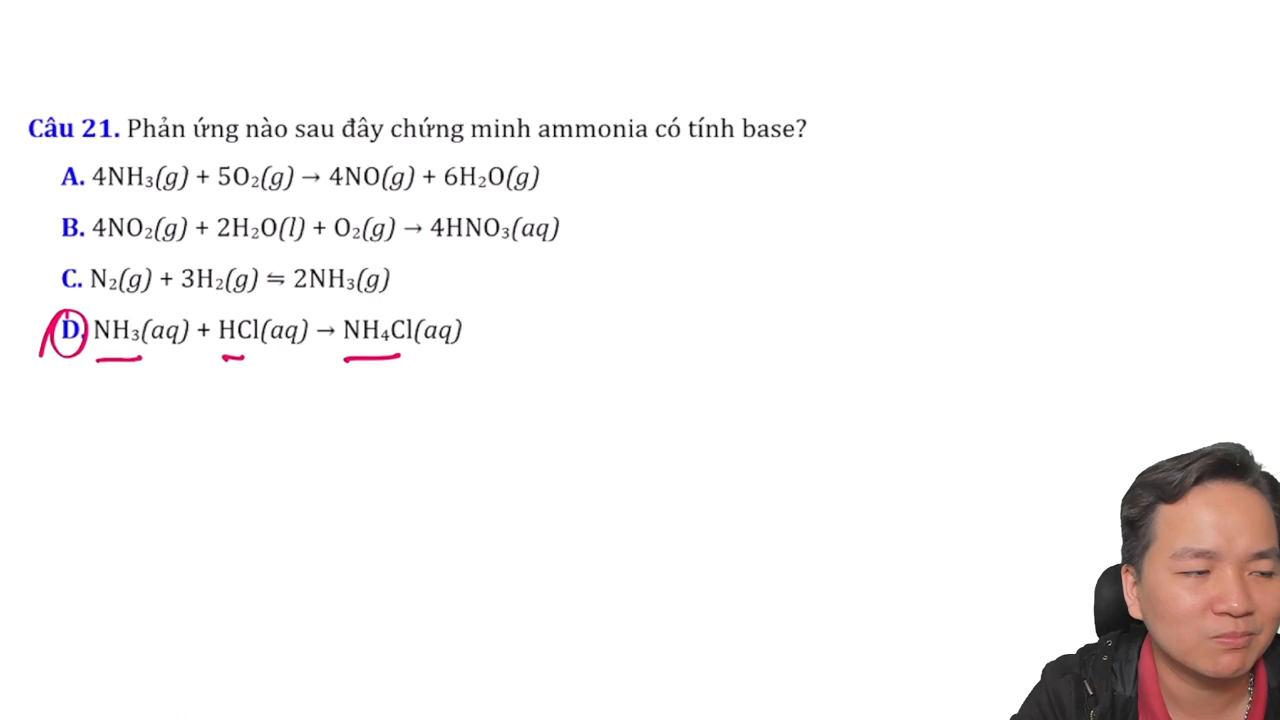 Câu 21. Phản ứng nào sau đây chứng minh ammonia có tính base?
A. 4NH₃(g) + 5O₂(g) → 4NO(g) + 6H₂O(g)
B. 4NO₂(g) + 2H₂O(l) + O₂(g) → 4HNO₃(aq)
C. N₂(g) + 3H₂(g) ⇋ 2NH₃(g)
D. NH₃(aq) + HCl(aq) → NH₄Cl(aq)